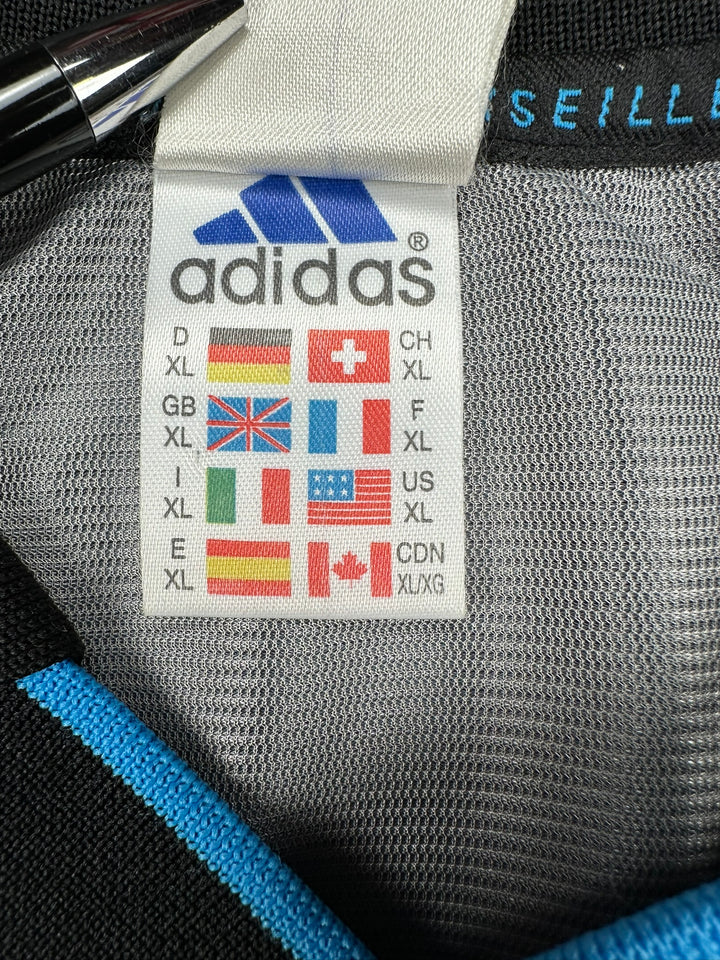 SEILLE
adidas®
D XL CH XL
GB XL F XL
I XL US XL
E XL CDN XL/XG